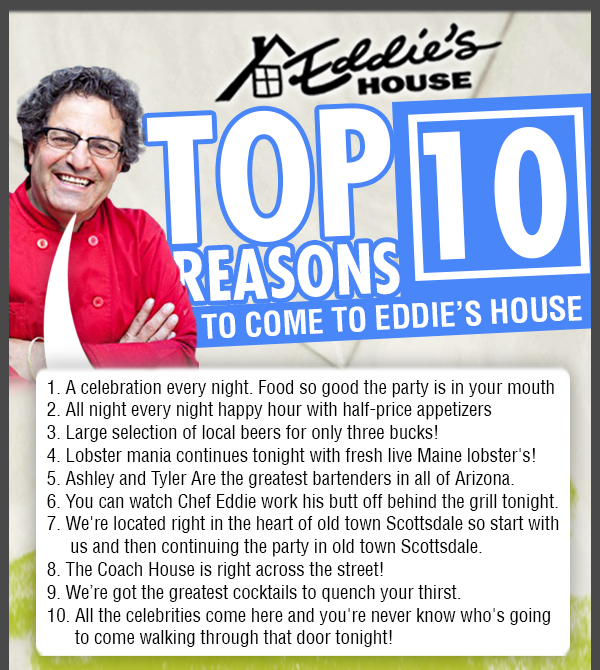 Eddie's
HOUSE
TOP 10
REASONS
TO COME TO EDDIE'S HOUSE
1. A celebration every night. Food so good the party is in your mouth
2. All night every night happy hour with half-price appetizers
3. Large selection of local beers for only three bucks!
4. Lobster mania continues tonight with fresh live Maine lobster's!
5. Ashley and Tyler Are the greatest bartenders in all of Arizona.
6. You can watch Chef Eddie work his butt off behind the grill tonight.
7. We're located right in the heart of old town Scottsdale so start with
us and then continuing the party in old town Scottsdale.
8. The Coach House is right across the street!
9. We’re got the greatest cocktails to quench your thirst.
10. All the celebrities come here and you're never know who's going
to come walking through that door tonight!